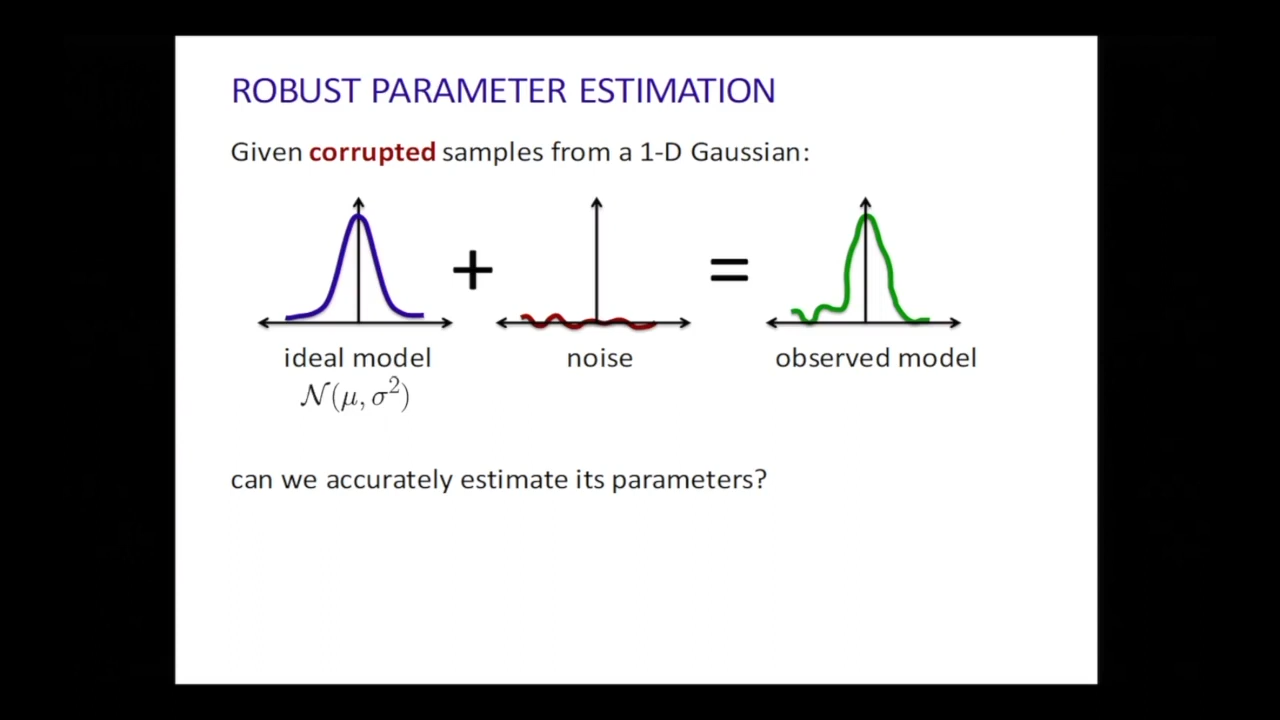 ROBUST PARAMETER ESTIMATION
Given corrupted samples from a 1-D Gaussian:
+
=
ideal model
noise
observed model
𝒩(μ, σ²)
can we accurately estimate its parameters?